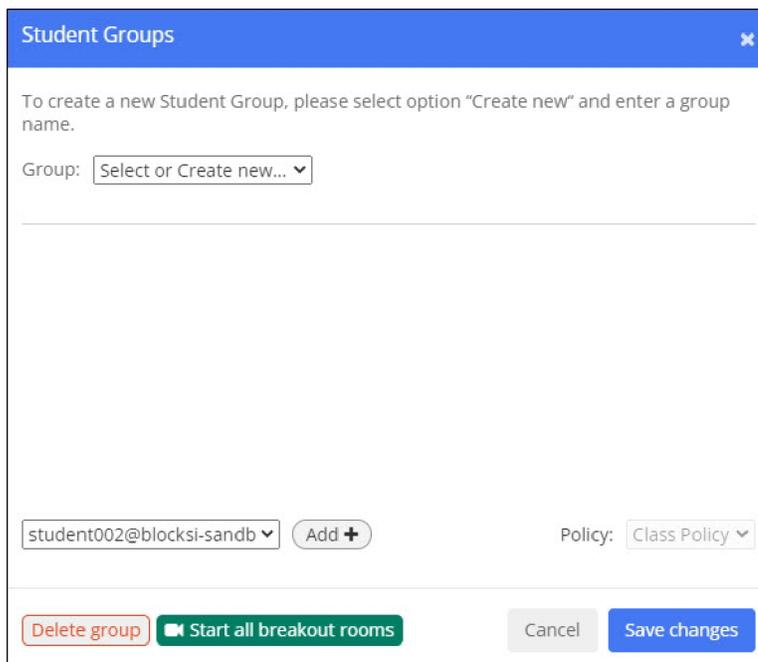 Student Groups
To create a new Student Group, please select option “Create new“ and enter a group
name.
Group: Select or Create new...
student002@blocksi-sandb Add Policy: Class Policy
Delete group Start all breakout rooms Cancel Save changes